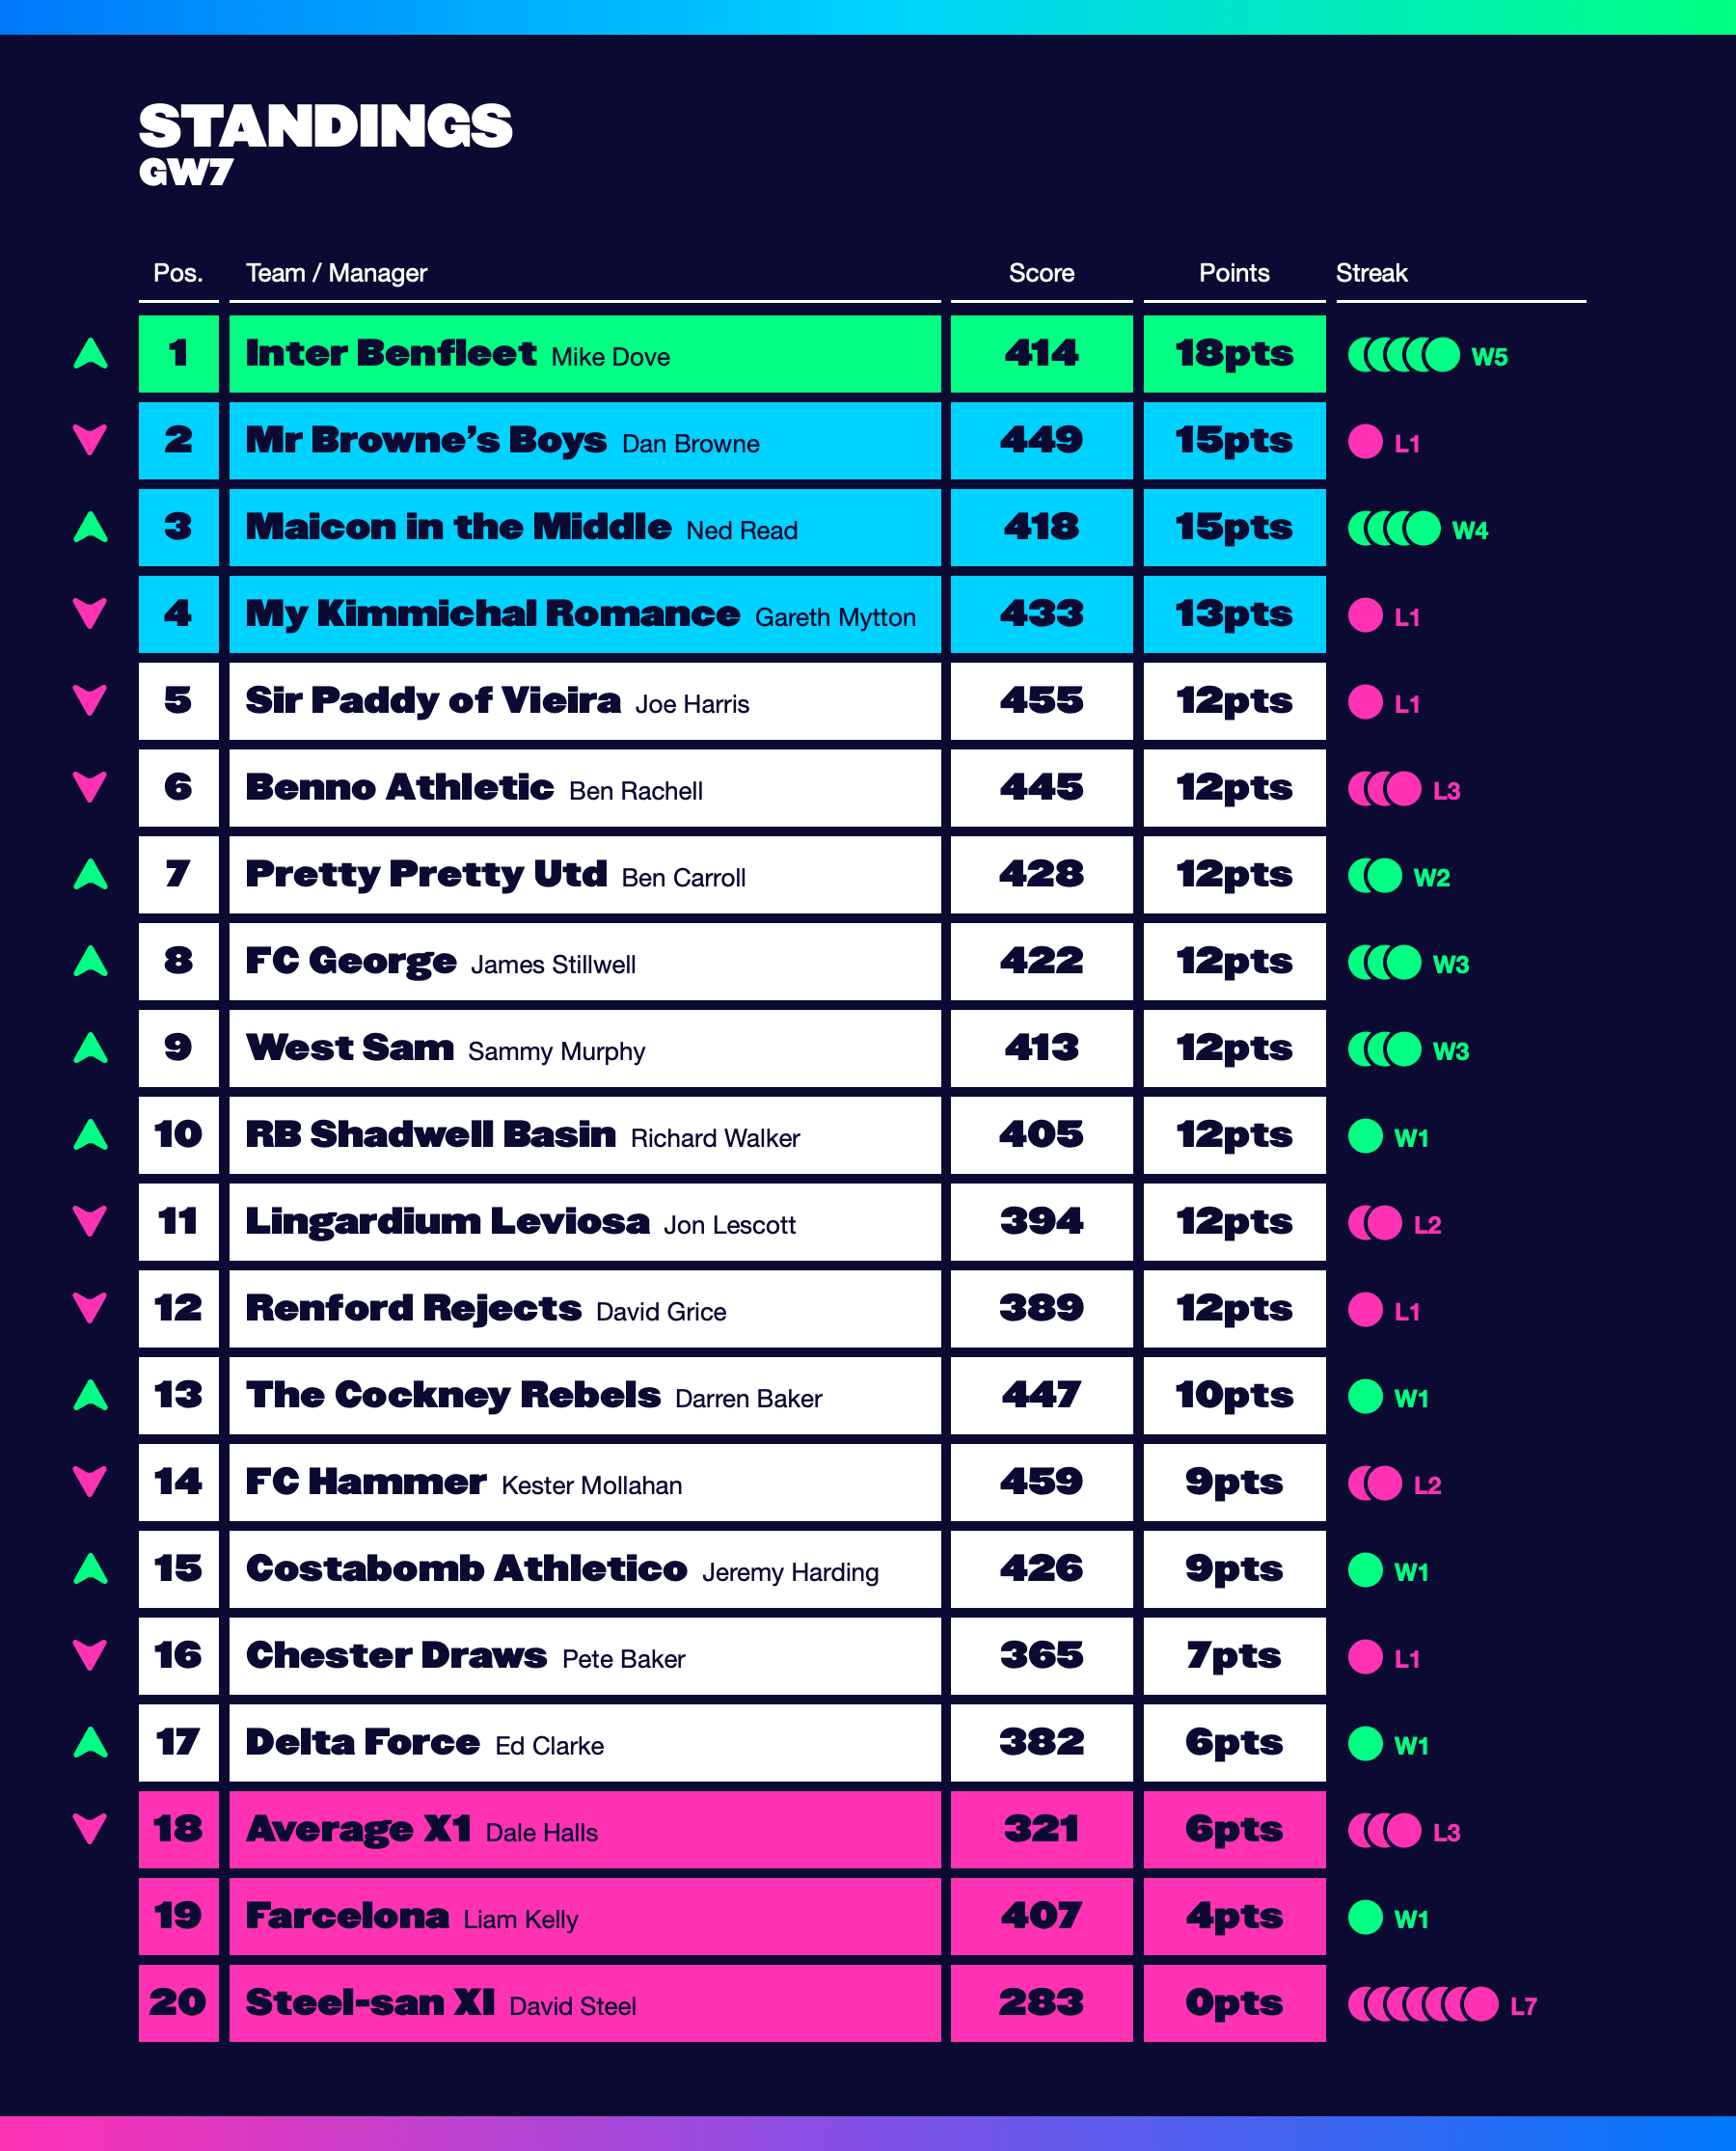 STANDINGS
GW7
Pos. Team / Manager Score Points Streak
1 Inter Benfleet Mike Dove 414 18pts W5
2 Mr Browne’s Boys Dan Browne 449 15pts L1
3 Maicon in the Middle Ned Read 418 15pts W4
4 My Kimmichal Romance Gareth Mytton 433 13pts L1
5 Sir Paddy of Vieira Joe Harris 455 12pts L1
6 Benno Athletic Ben Rachell 445 12pts L3
7 Pretty Pretty Utd Ben Carroll 428 12pts W2
8 FC George James Stillwell 422 12pts W3
9 West Sam Sammy Murphy 413 12pts W3
10 RB Shadwell Basin Richard Walker 405 12pts W1
11 Lingardium Leviosa Jon Lescott 394 12pts L2
12 Renford Rejects David Grice 389 12pts L1
13 The Cockney Rebels Darren Baker 447 10pts W1
14 FC Hammer Kester Mollahan 459 9pts L2
15 Costabomb Athletico Jeremy Harding 426 9pts W1
16 Chester Draws Pete Baker 365 7pts L1
17 Delta Force Ed Clarke 382 6pts W1
18 Average X1 Dale Halls 321 6pts L3
19 Farcelona Liam Kelly 407 4pts W1
20 Steel-san XI David Steel 283 0pts L7